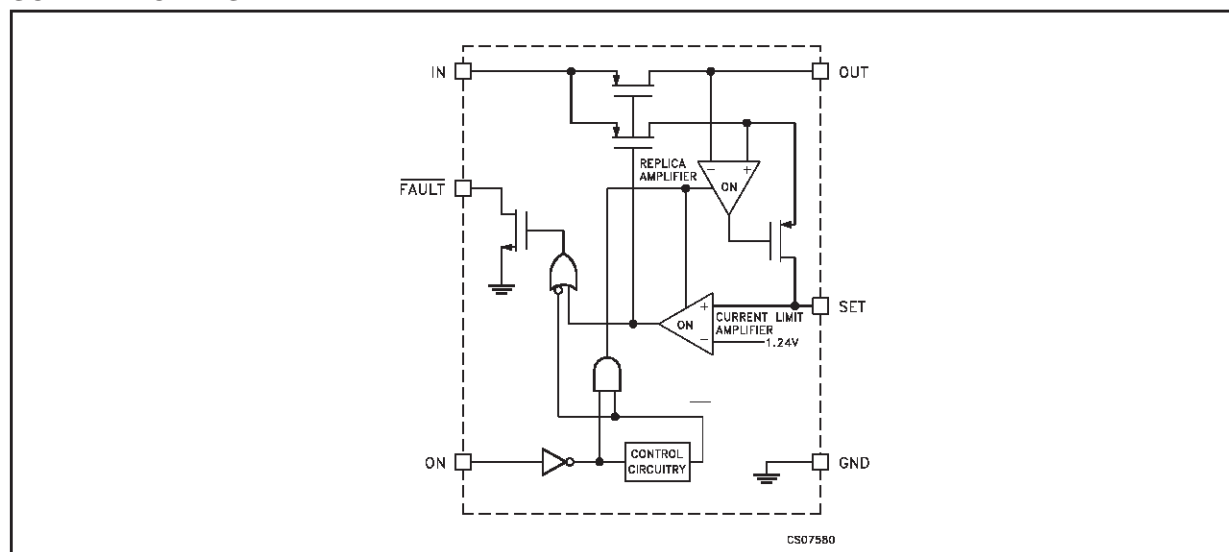 IN
OUT
REPLICA
AMPLIFIER
−
+
ON
FAULT
SET
+
CURRENT LIMIT
AMPLIFIER
ON
−
1.24V
ON
CONTROL
CIRCUITRY
GND
CS07580